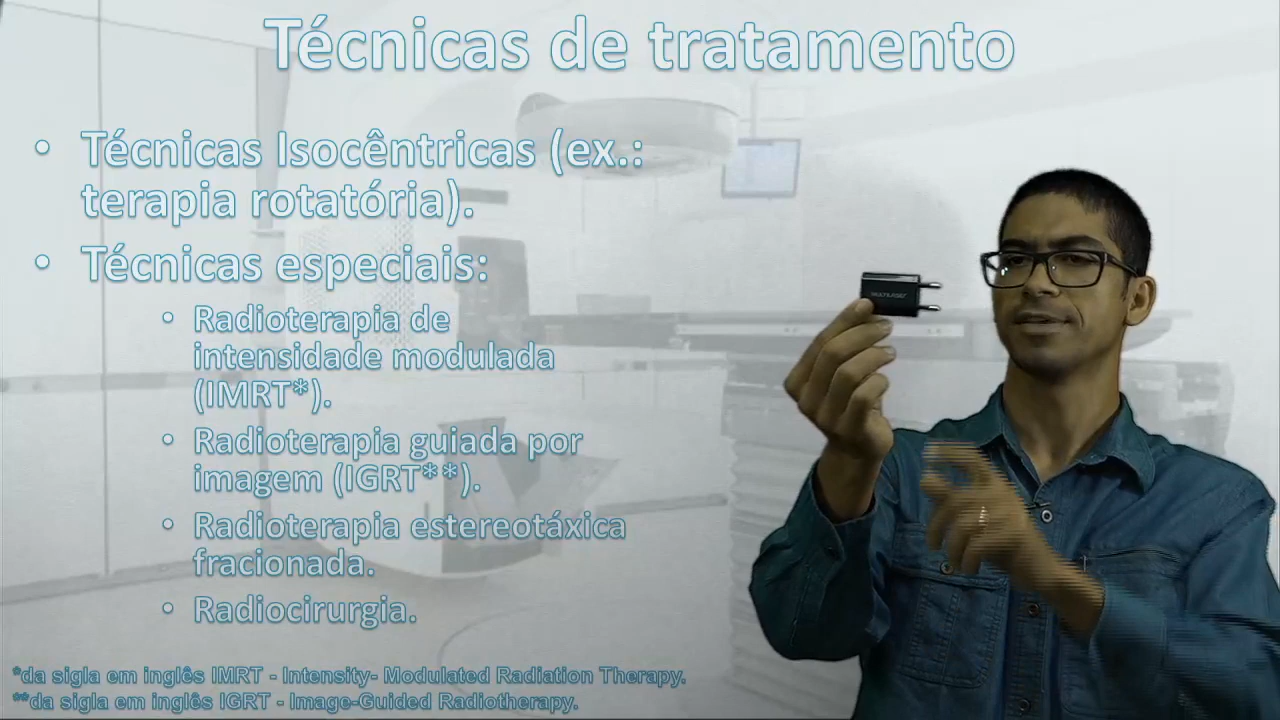 Técnicas de tratamento
• Técnicas Isocêntricas (ex.:
terapia rotatória).
• Técnicas especiais:
• Radioterapia de
intensidade modulada
(IMRT*).
• Radioterapia guiada por
imagem (IGRT**).
• Radioterapia estereotáxica
fracionada.
• Radiocirurgia.
*da sigla em inglês IMRT - Intensity- Modulated Radiation Therapy.
**da sigla em inglês IGRT - Image-Guided Radiotherapy.